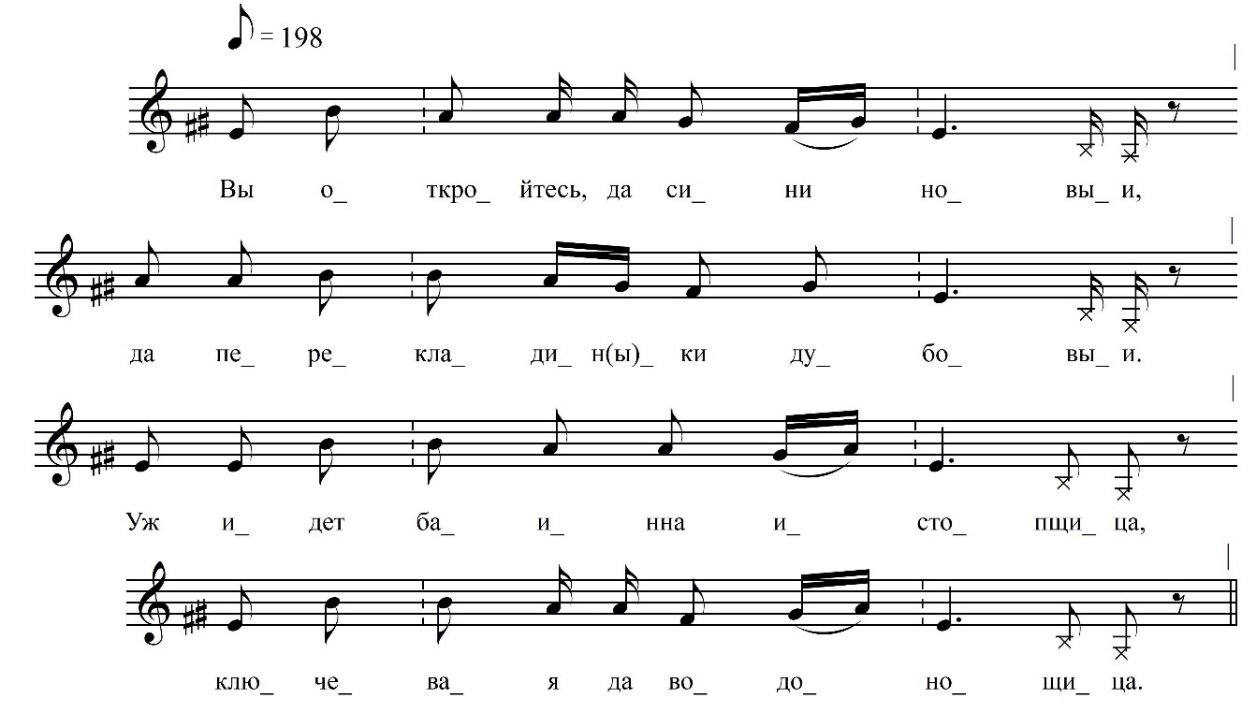 ♪ = 198
Вы о_ ткро_ йтесь, да си_ ни но_ вы_ и,
да пе_ ре_ кла_ ди_ н(ы)_ ки ду_ бо_ вы_ и.
Уж и_ дет ба_ и_ нна и_ сто_ пщи_ ца,
клю_ че_ ва_ я да во_ до_ но_ щи_ ца.